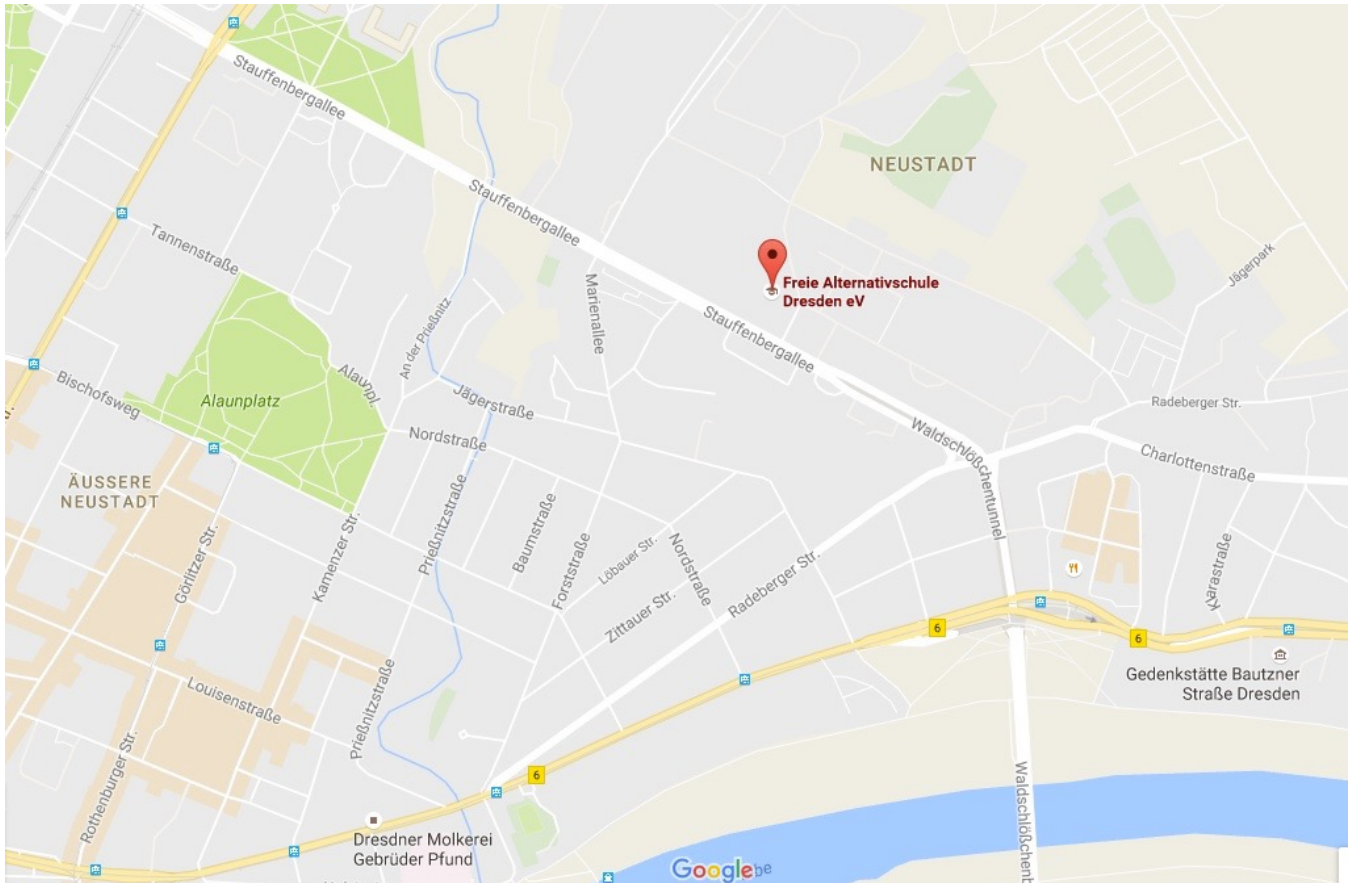 Stauffenbergallee
NEUSTADT
Stauffenbergallee
Tannenstraße
Jägerpark
Freie Alternativschule
Dresden eV
Marienallee
An der Prießnitz
Stauffenbergallee
Alaunpl.
Bischofsweg
Alaunplatz
Jägerstraße
Radeberger Str.
Nordstraße
Waldschlößchentunnel
Charlottenstraße
ÄUSSERE
NEUSTADT
Prießnitzstraße
Baumstraße
Forststraße
Löbauer Str.
Nordstraße
Görlitzer Str.
Kamenzer Str.
Radeberger Str.
Klarastraße
Zittauer Str.
6
6
Gedenkstätte Bautzner
Straße Dresden
Louisenstraße
Prießnitzstraße
Rothenburger Str.
6
Dresdner Molkerei
Gebrüder Pfund
Google